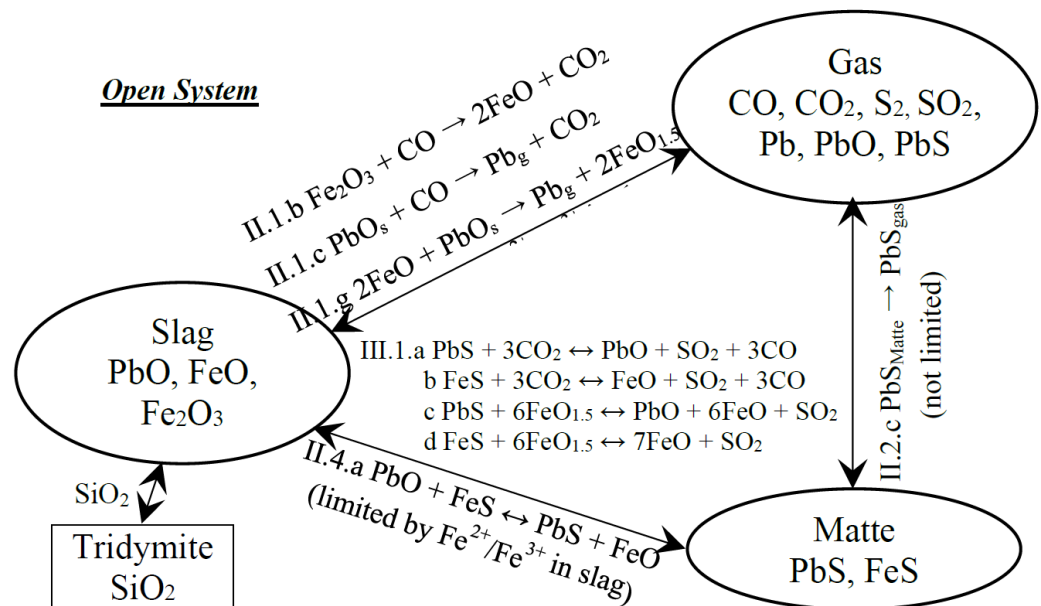 Open System
Gas
CO, CO₂, S₂, SO₂,
Pb, PbO, PbS
II.1.b Fe₂O₃ + CO → 2FeO + CO₂
II.1.c PbOₛ + CO → Pb_g + CO₂
II.1.g 2FeO + PbOₛ → Pb_g + 2FeO₁.₅
II.2.c PbS_Matte → PbS_gas
(not limited)
Slag
PbO, FeO,
Fe₂O₃
III.1.a PbS + 3CO₂ ↔ PbO + SO₂ + 3CO
b FeS + 3CO₂ ↔ FeO + SO₂ + 3CO
c PbS + 6FeO₁.₅ ↔ PbO + 6FeO + SO₂
d FeS + 6FeO₁.₅ ↔ 7FeO + SO₂
II.4.a PbO + FeS ↔ PbS + FeO
(limited by Fe²⁺/Fe³⁺ in slag)
SiO₂
Tridymite
SiO₂
Matte
PbS, FeS